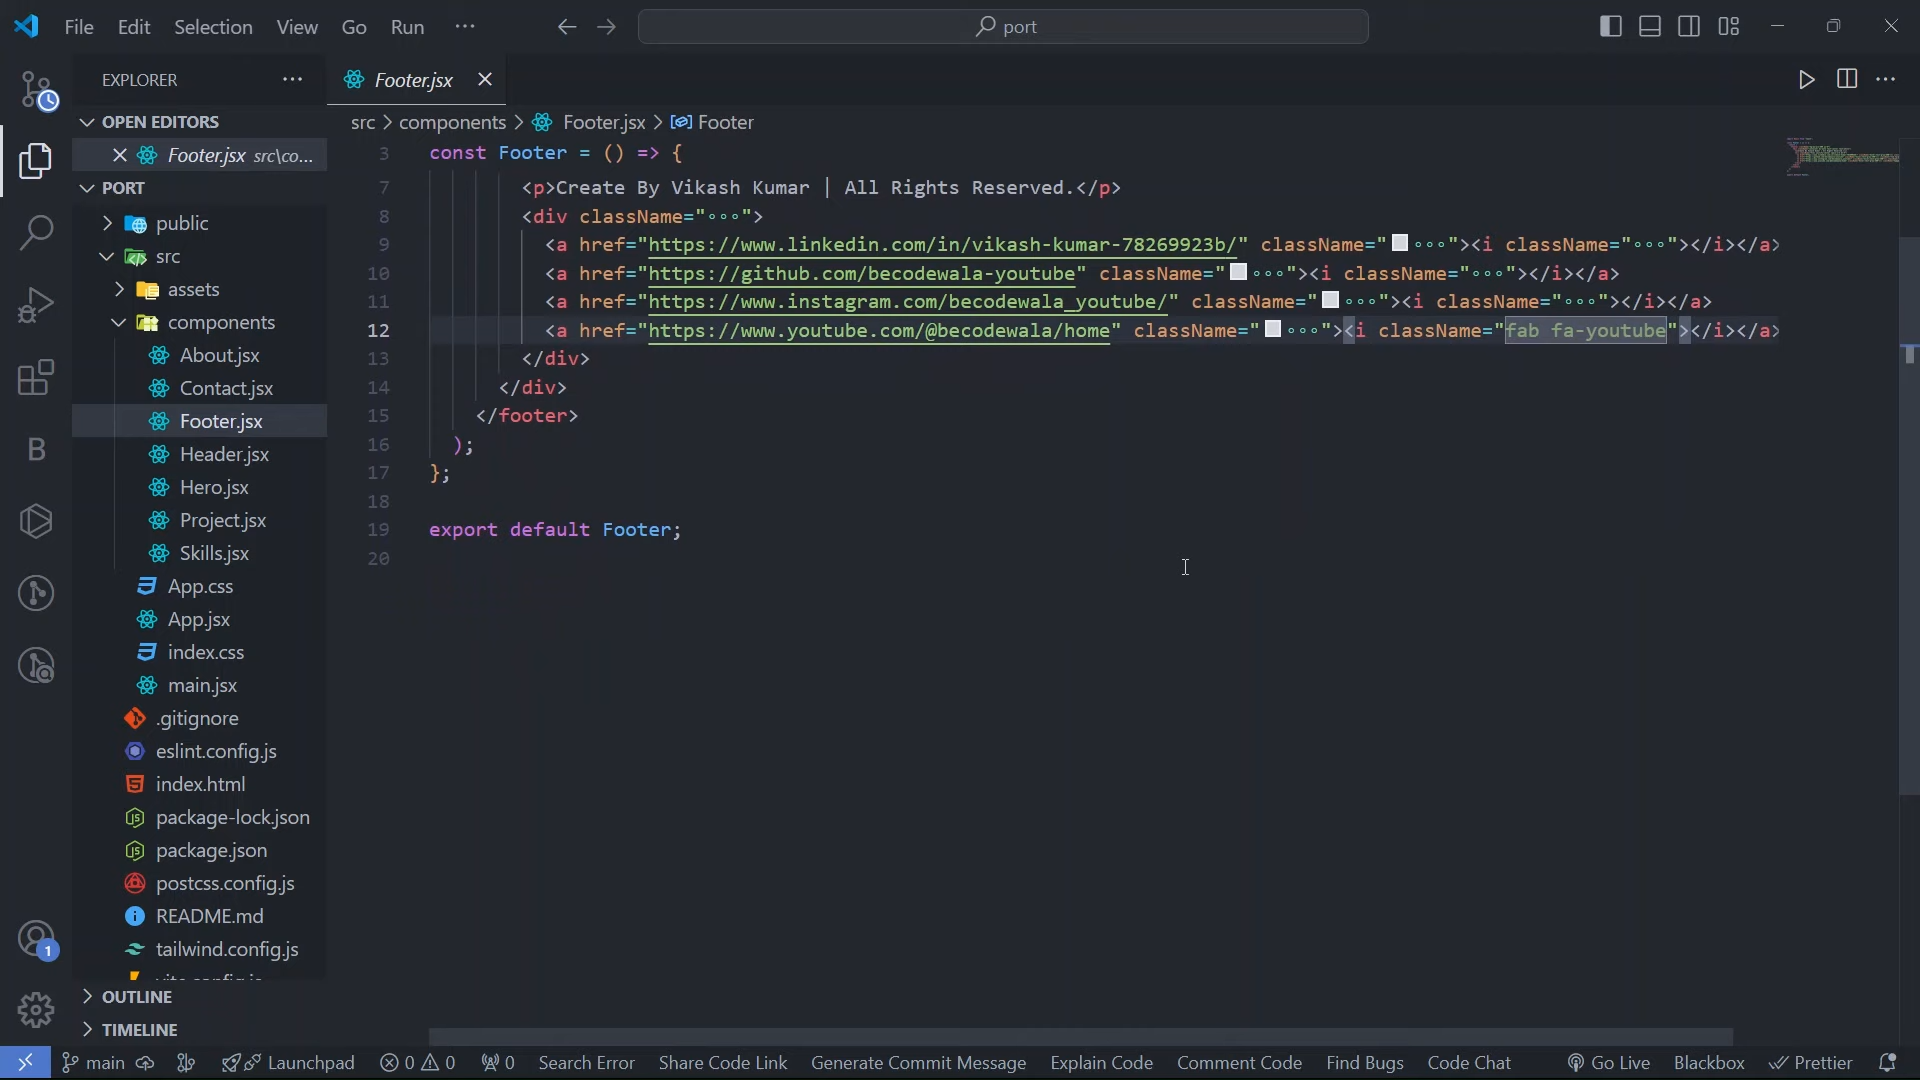 File Edit Selection View Go Run ···
port
EXPLORER ···
Footer.jsx
OPEN EDITORS
Footer.jsx src\co...
PORT
public
src
assets
components
About.jsx
Contact.jsx
Footer.jsx
Header.jsx
Hero.jsx
Project.jsx
Skills.jsx
App.css
App.jsx
index.css
main.jsx
.gitignore
eslint.config.js
index.html
package-lock.json
package.json
postcss.config.js
README.md
tailwind.config.js
OUTLINE
TIMELINE
B
1
src > components > Footer.jsx > Footer
3 const Footer = () => {
7 <p>Create By Vikash Kumar | All Rights Reserved.</p>
8 <div className="∘∘∘">
9 <a href="https://www.linkedin.com/in/vikash-kumar-78269923b/" className="∘∘∘"><i className="∘∘∘"></i></a>
10 <a href="https://github.com/becodewala-youtube" className="∘∘∘"><i className="∘∘∘"></i></a>
11 <a href="https://www.instagram.com/becodewala_youtube/" className="∘∘∘"><i className="∘∘∘"></i></a>
12 <a href="https://www.youtube.com/@becodewala/home" className="∘∘∘"><i className="fab fa-youtube"></i></a>
13 </div>
14 </div>
15 </footer>
16 );
17 };
18
19 export default Footer;
20
main Launchpad 0 0 0 Search Error Share Code Link Generate Commit Message Explain Code Comment Code Find Bugs Code Chat Go Live Blackbox Prettier